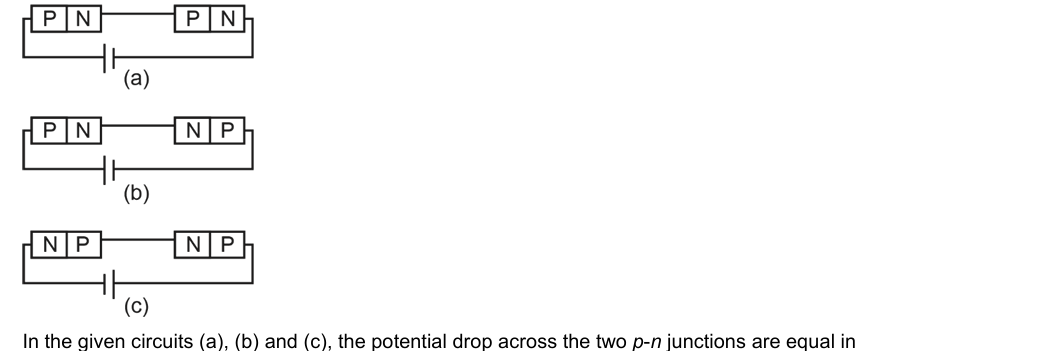 P N P N
(a)
P N N P
(b)
N P N P
(c)
In the given circuits (a), (b) and (c), the potential drop across the two p-n junctions are equal in